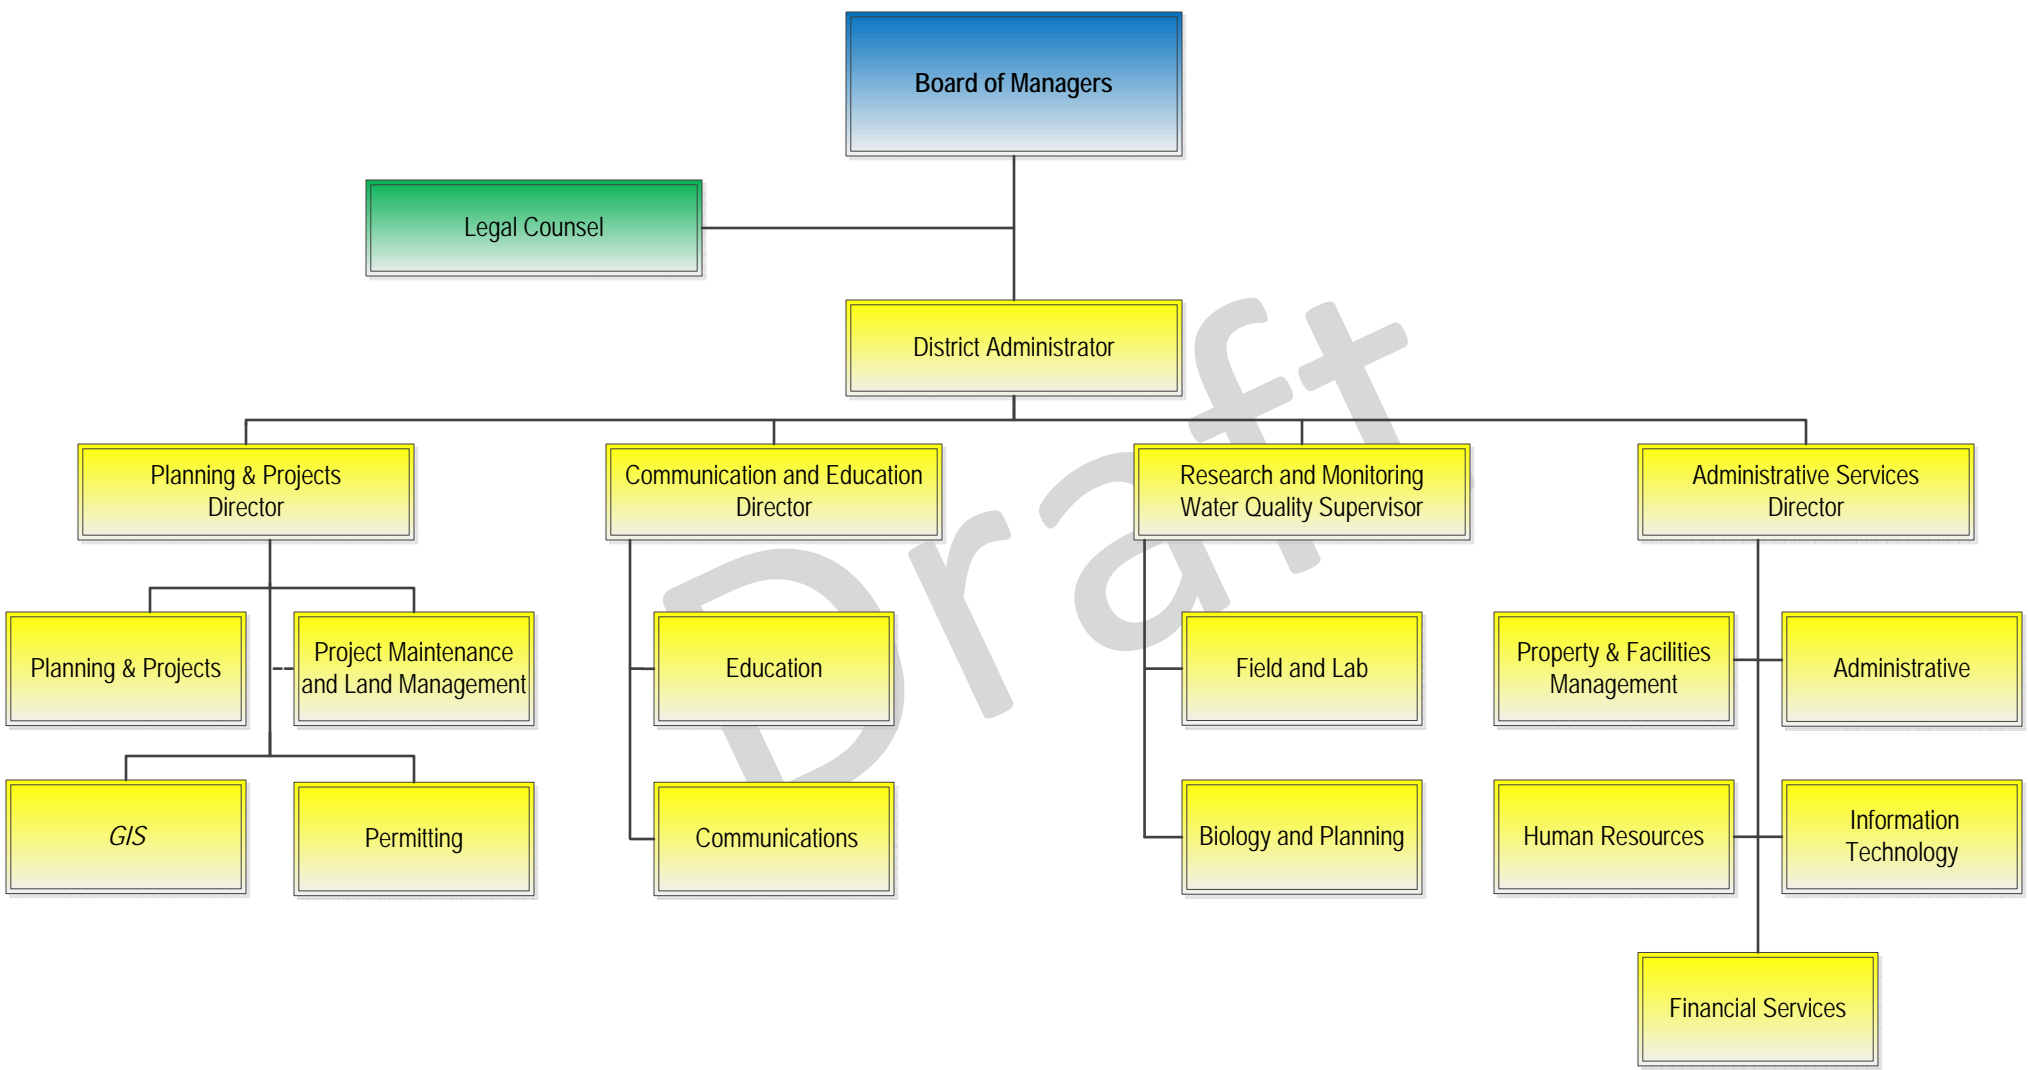 Board of Managers
Legal Counsel
District Administrator
Planning & Projects
Director
Communication and Education
Director
Research and Monitoring
Water Quality Supervisor
Administrative Services
Director
Planning & Projects
Project Maintenance
and Land Management
Education
Field and Lab
Property & Facilities
Management
Administrative
GIS
Permitting
Communications
Biology and Planning
Human Resources
Information
Technology
Financial Services
Draft